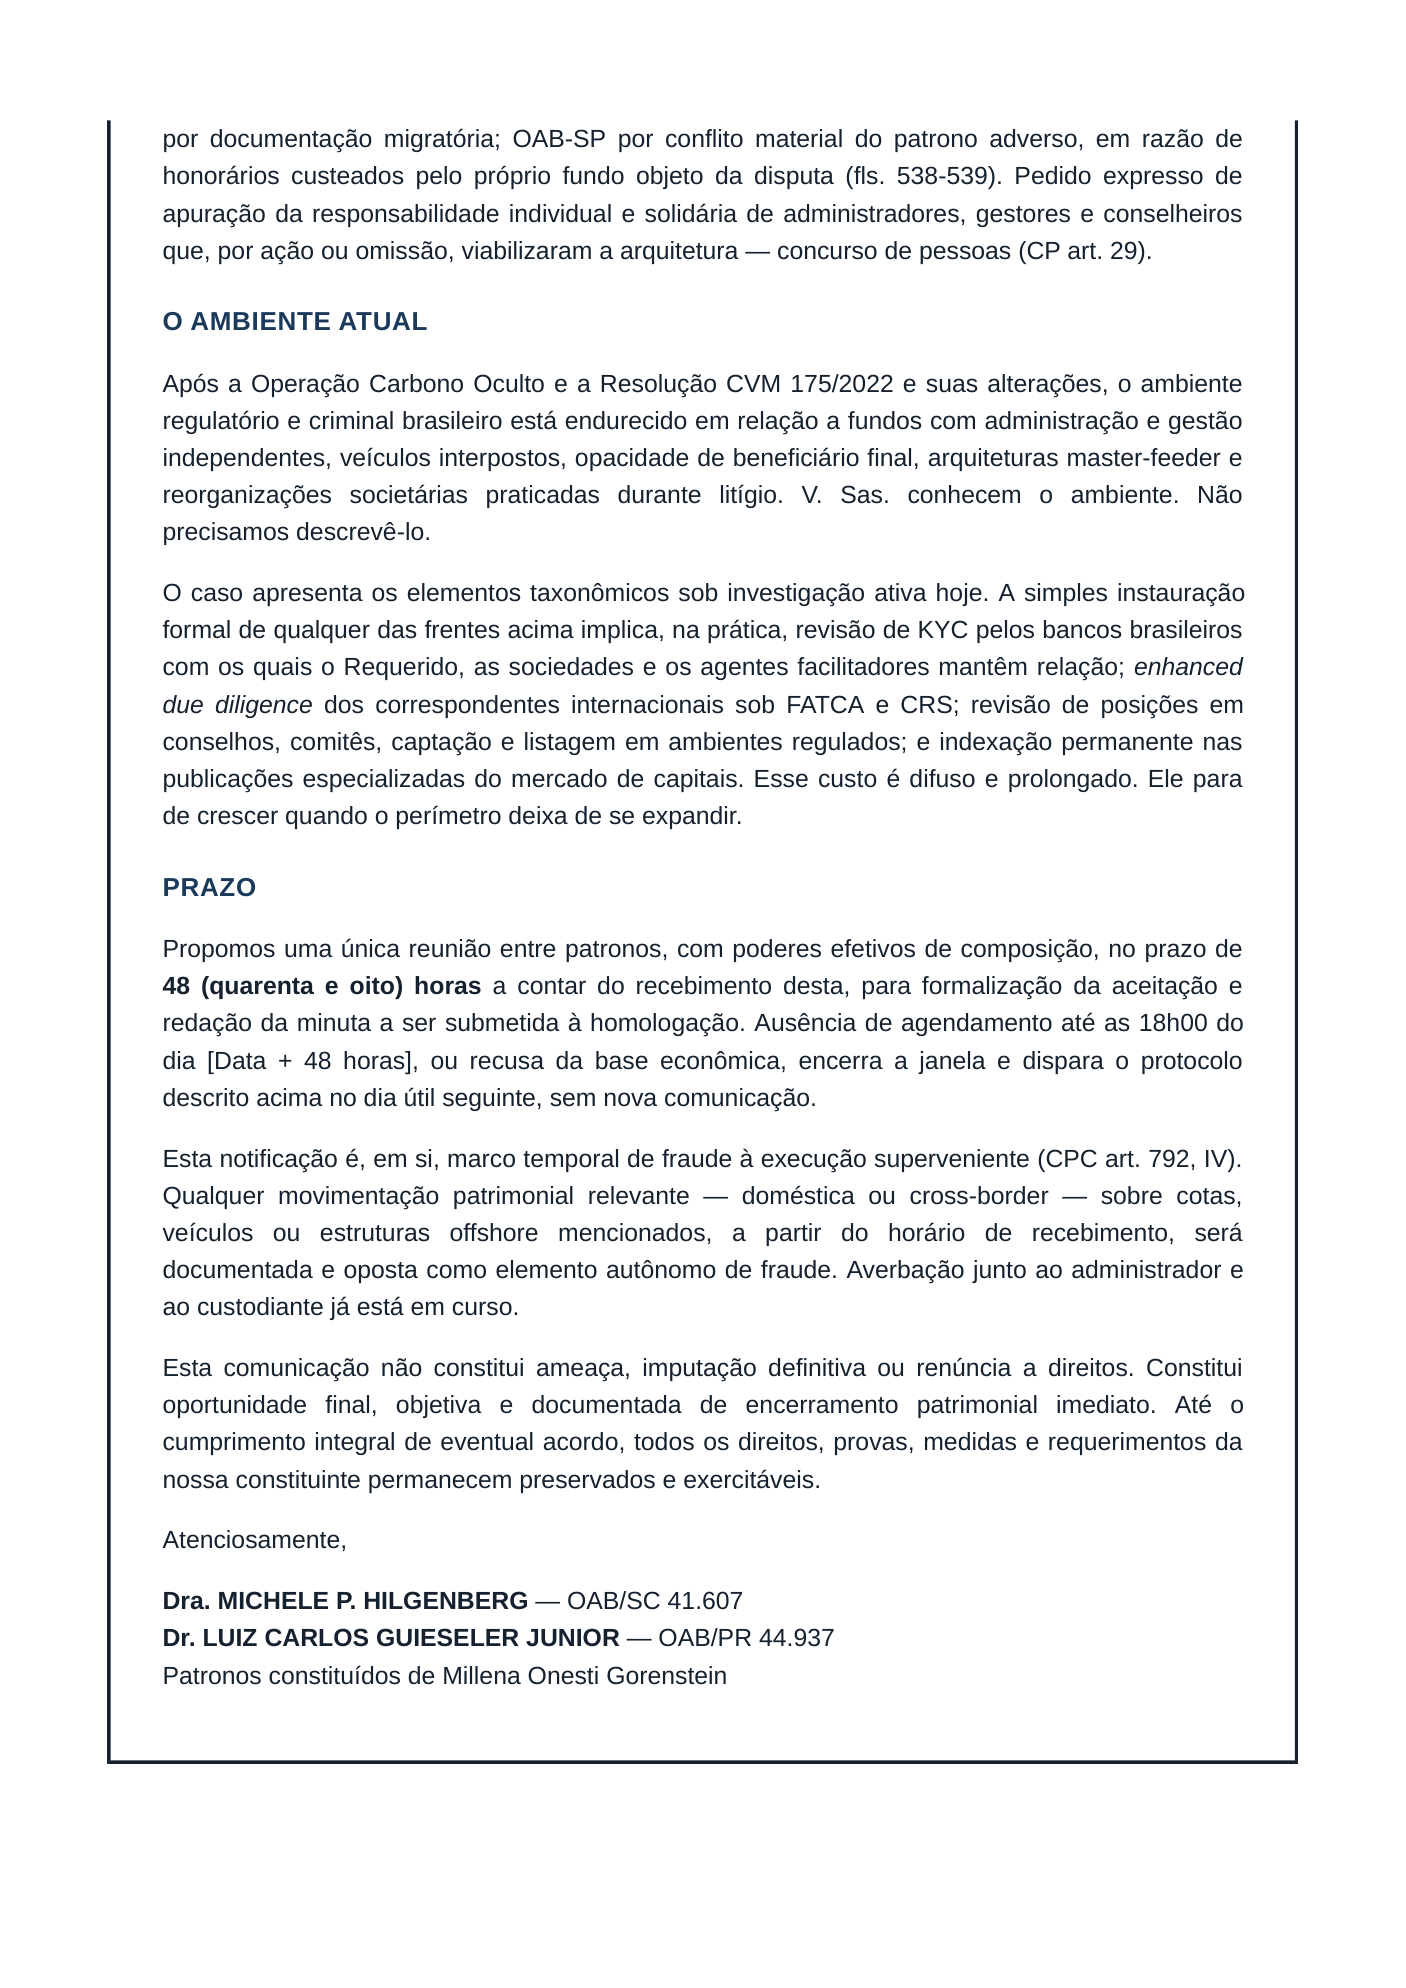 por documentação migratória; OAB-SP por conflito material do patrono adverso, em razão de
honorários custeados pelo próprio fundo objeto da disputa (fls. 538-539). Pedido expresso de
apuração da responsabilidade individual e solidária de administradores, gestores e conselheiros
que, por ação ou omissão, viabilizaram a arquitetura — concurso de pessoas (CP art. 29).
O AMBIENTE ATUAL
Após a Operação Carbono Oculto e a Resolução CVM 175/2022 e suas alterações, o ambiente
regulatório e criminal brasileiro está endurecido em relação a fundos com administração e gestão
independentes, veículos interpostos, opacidade de beneficiário final, arquiteturas master-feeder e
reorganizações societárias praticadas durante litígio. V. Sas. conhecem o ambiente. Não
precisamos descrevê-lo.
O caso apresenta os elementos taxonômicos sob investigação ativa hoje. A simples instauração
formal de qualquer das frentes acima implica, na prática, revisão de KYC pelos bancos brasileiros
com os quais o Requerido, as sociedades e os agentes facilitadores mantêm relação; enhanced
due diligence dos correspondentes internacionais sob FATCA e CRS; revisão de posições em
conselhos, comitês, captação e listagem em ambientes regulados; e indexação permanente nas
publicações especializadas do mercado de capitais. Esse custo é difuso e prolongado. Ele para
de crescer quando o perímetro deixa de se expandir.
PRAZO
Propomos uma única reunião entre patronos, com poderes efetivos de composição, no prazo de
48 (quarenta e oito) horas a contar do recebimento desta, para formalização da aceitação e
redação da minuta a ser submetida à homologação. Ausência de agendamento até as 18h00 do
dia [Data + 48 horas], ou recusa da base econômica, encerra a janela e dispara o protocolo
descrito acima no dia útil seguinte, sem nova comunicação.
Esta notificação é, em si, marco temporal de fraude à execução superveniente (CPC art. 792, IV).
Qualquer movimentação patrimonial relevante — doméstica ou cross-border — sobre cotas,
veículos ou estruturas offshore mencionados, a partir do horário de recebimento, será
documentada e oposta como elemento autônomo de fraude. Averbação junto ao administrador e
ao custodiante já está em curso.
Esta comunicação não constitui ameaça, imputação definitiva ou renúncia a direitos. Constitui
oportunidade final, objetiva e documentada de encerramento patrimonial imediato. Até o
cumprimento integral de eventual acordo, todos os direitos, provas, medidas e requerimentos da
nossa constituinte permanecem preservados e exercitáveis.
Atenciosamente,
Dra. MICHELE P. HILGENBERG — OAB/SC 41.607
Dr. LUIZ CARLOS GUIESELER JUNIOR — OAB/PR 44.937
Patronos constituídos de Millena Onesti Gorenstein